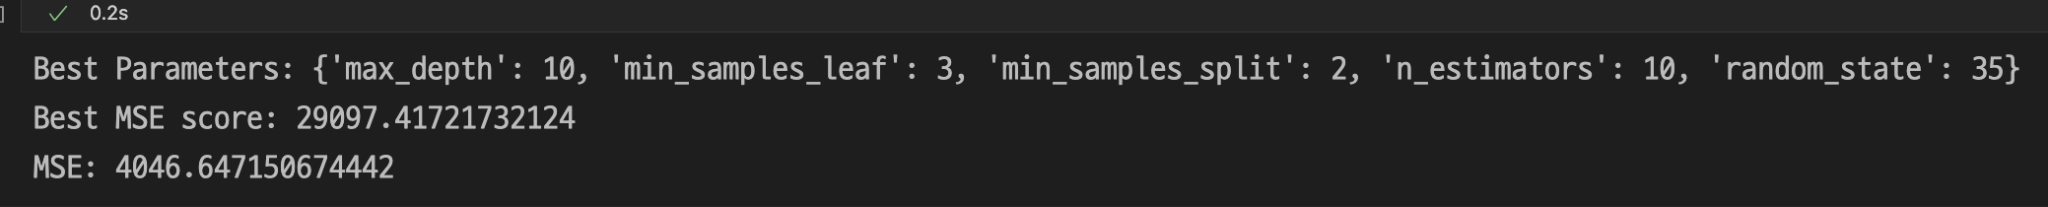 0.2s
Best Parameters: {'max_depth': 10, 'min_samples_leaf': 3, 'min_samples_split': 2, 'n_estimators': 10, 'random_state': 35}
Best MSE score: 29097.41721732124
MSE: 4046.647150674442